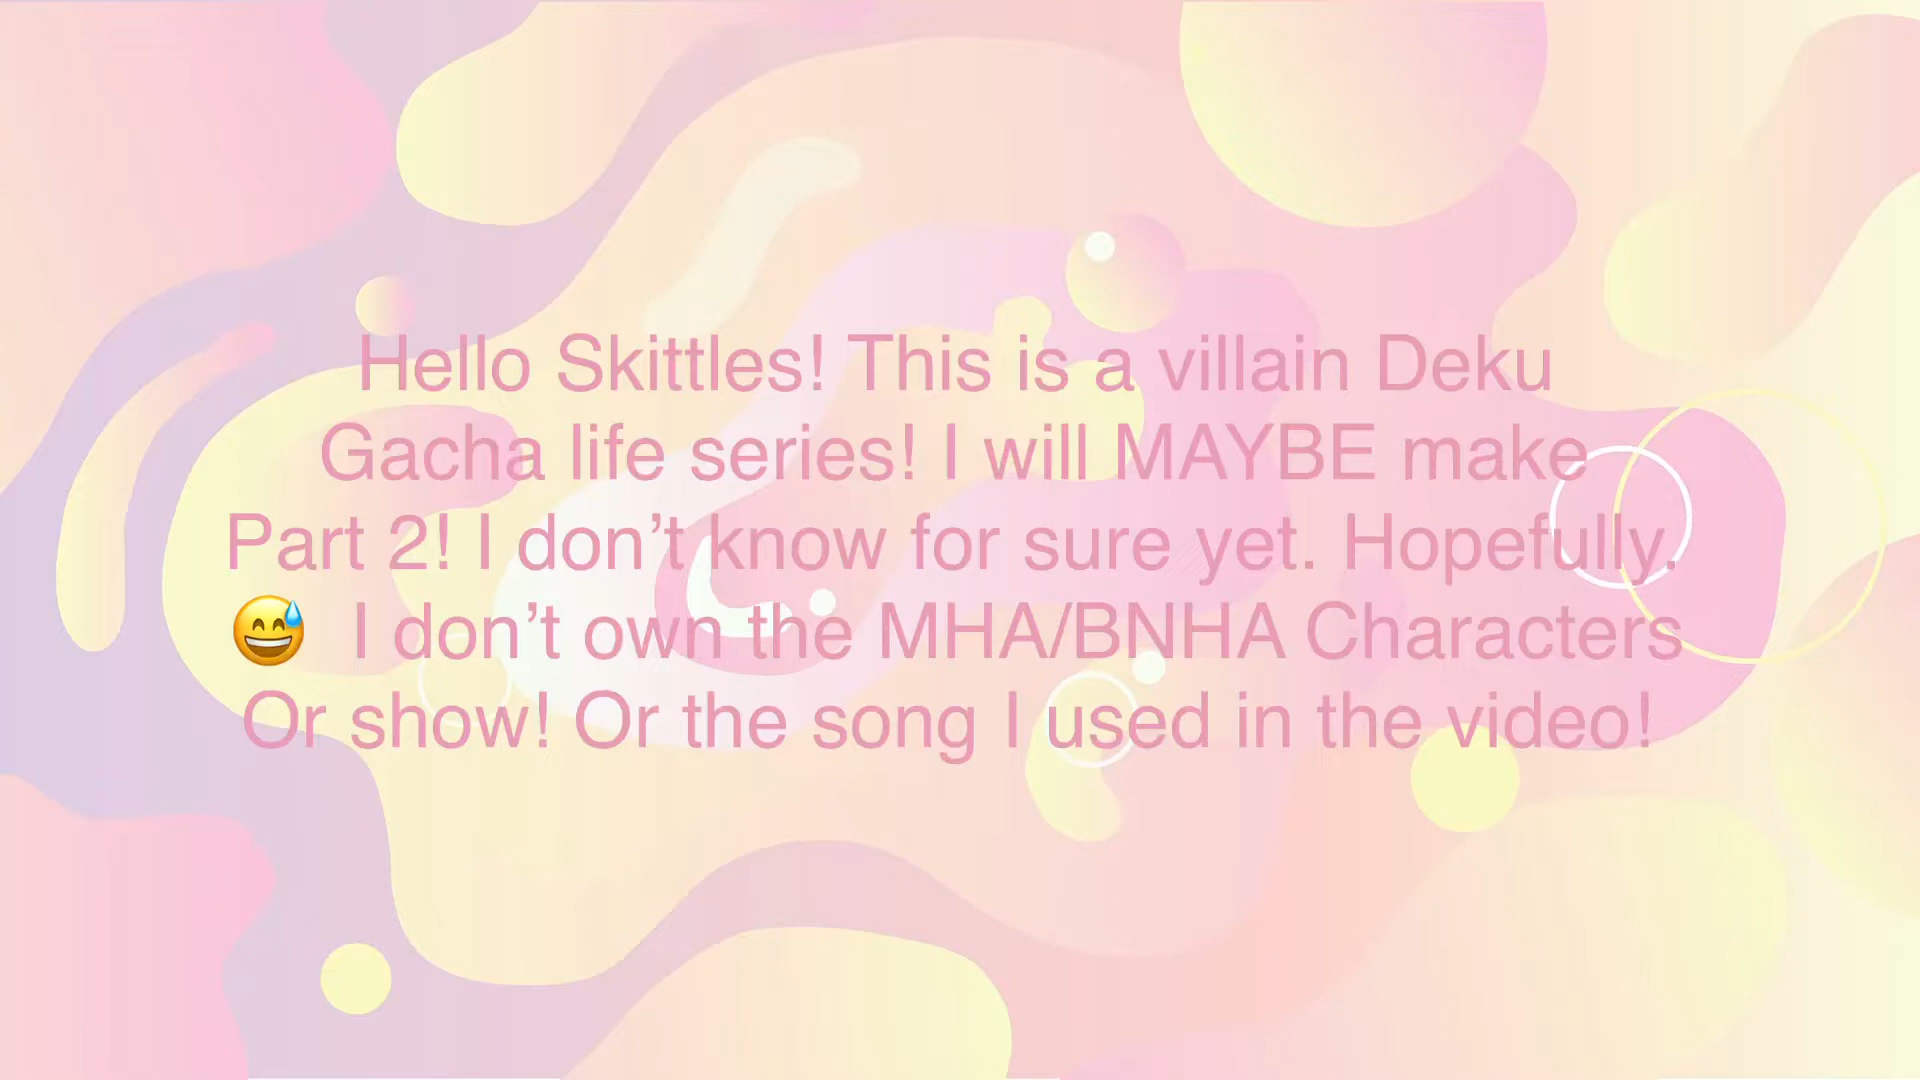 Hello Skittles! This is a villain Deku
Gacha life series! I will MAYBE make
Part 2! I don’t know for sure yet. Hopefully.
😅 I don’t own the MHA/BNHA Characters
Or show! Or the song I used in the video!